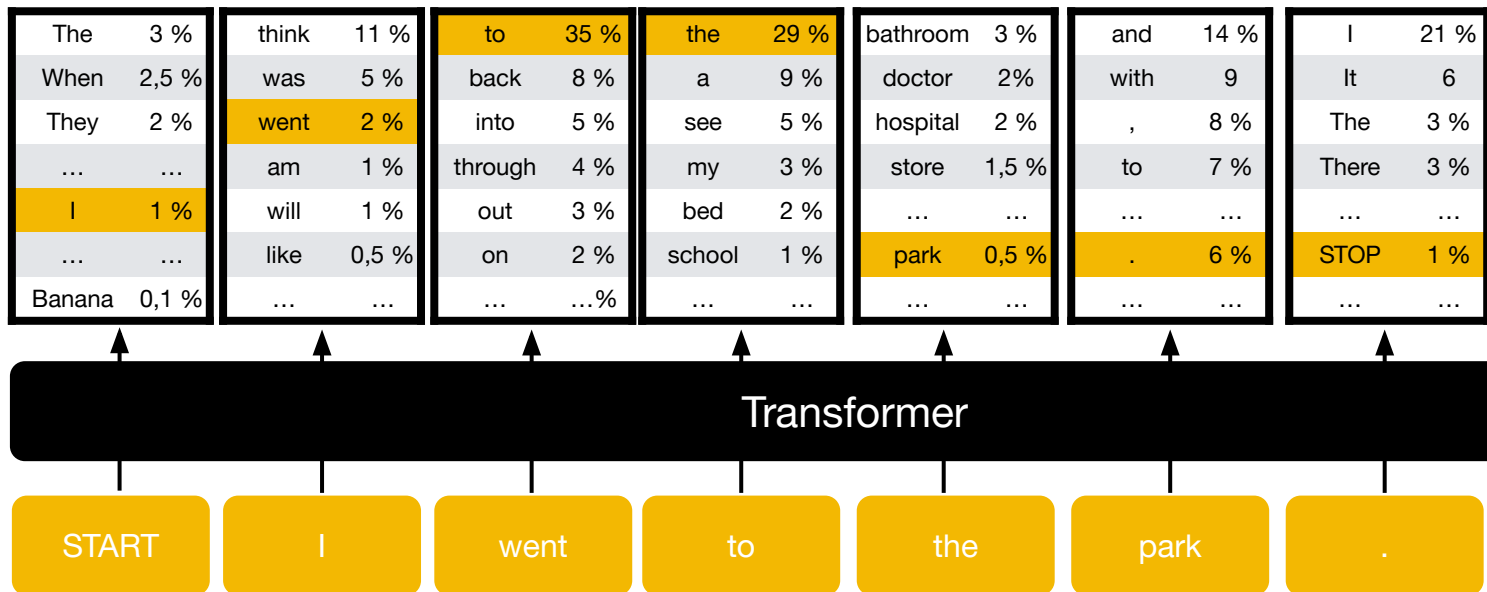 The 3 % think 11 % to 35 % the 29 % bathroom 3 % and 14 % I 21 %
When 2,5 % was 5 % back 8 % a 9 % doctor 2% with 9 It 6
They 2 % went 2 % into 5 % see 5 % hospital 2 % , 8 % The 3 %
... ... am 1 % through 4 % my 3 % store 1,5 % to 7 % There 3 %
I 1 % will 1 % out 3 % bed 2 % ... ... ... ... ... ...
... ... like 0,5 % on 2 % school 1 % park 0,5 % . 6 % STOP 1 %
Banana 0,1 % ... ... ... ...% ... ... ... ... ... ... ... ...
Transformer
START I went to the park .